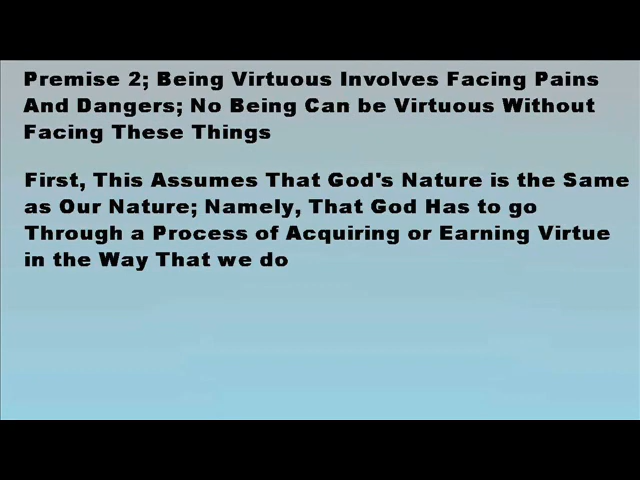 Premise 2; Being Virtuous Involves Facing Pains
And Dangers; No Being Can be Virtuous Without
Facing These Things
First, This Assumes That God's Nature is the Same
as Our Nature; Namely, That God Has to go
Through a Process of Acquiring or Earning Virtue
in the Way That we do